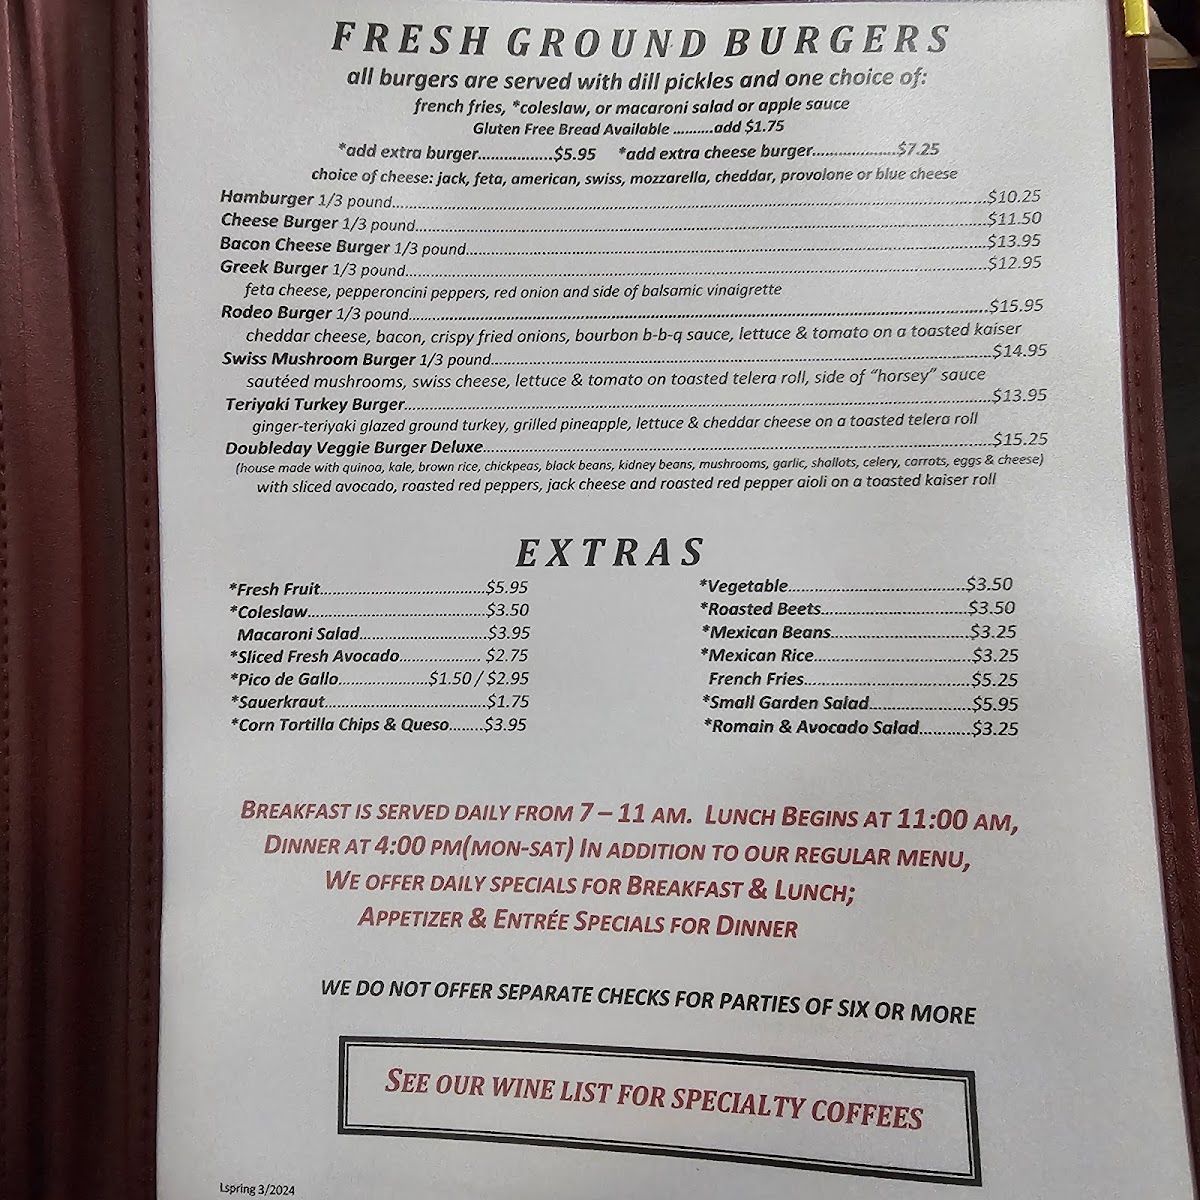 FRESH GROUND BURGERS
all burgers are served with dill pickles and one choice of:
french fries, *coleslaw, or macaroni salad or apple sauce
Gluten Free Bread Available ..........add $1.75
*add extra burger..................$5.95 *add extra cheese burger.....................$7.25
choice of cheese: jack, feta, american, swiss, mozzarella, cheddar, provolone or blue cheese
Hamburger 1/3 pound....................$10.25
Cheese Burger 1/3 pound....................$11.50
Bacon Cheese Burger 1/3 pound....................$13.95
Greek Burger 1/3 pound....................$12.95
feta cheese, pepperoncini peppers, red onion and side of balsamic vinaigrette
Rodeo Burger 1/3 pound....................$15.95
cheddar cheese, bacon, crispy fried onions, bourbon b-b-q sauce, lettuce & tomato on a toasted kaiser
Swiss Mushroom Burger 1/3 pound....................$14.95
sautéed mushrooms, swiss cheese, lettuce & tomato on toasted telera roll, side of “horsey” sauce
Teriyaki Turkey Burger....................$13.95
ginger-teriyaki glazed ground turkey, grilled pineapple, lettuce & cheddar cheese on a toasted telera roll
Doubleday Veggie Burger Deluxe....................$15.25
(house made with quinoa, kale, brown rice, chickpeas, black beans, kidney beans, mushrooms, garlic, shallots, celery, carrots, eggs & cheese)
with sliced avocado, roasted red peppers, jack cheese and roasted red pepper aioli on a toasted kaiser roll
EXTRAS
*Fresh Fruit....................$5.95
*Coleslaw....................$3.50
Macaroni Salad....................$3.95
*Sliced Fresh Avocado.................... $2.75
*Pico de Gallo....................$1.50 / $2.95
*Sauerkraut....................$1.75
*Corn Tortilla Chips & Queso........$3.95
*Vegetable....................$3.50
*Roasted Beets....................$3.50
*Mexican Beans....................$3.25
*Mexican Rice....................$3.25
French Fries....................$5.25
*Small Garden Salad....................$5.95
*Romain & Avocado Salad............$3.25
BREAKFAST IS SERVED DAILY FROM 7 – 11 AM. LUNCH BEGINS AT 11:00 AM,
DINNER AT 4:00 PM(MON-SAT) IN ADDITION TO OUR REGULAR MENU,
WE OFFER DAILY SPECIALS FOR BREAKFAST & LUNCH;
APPETIZER & ENTRÉE SPECIALS FOR DINNER
WE DO NOT OFFER SEPARATE CHECKS FOR PARTIES OF SIX OR MORE
SEE OUR WINE LIST FOR SPECIALTY COFFEES
Lspring 3/2024